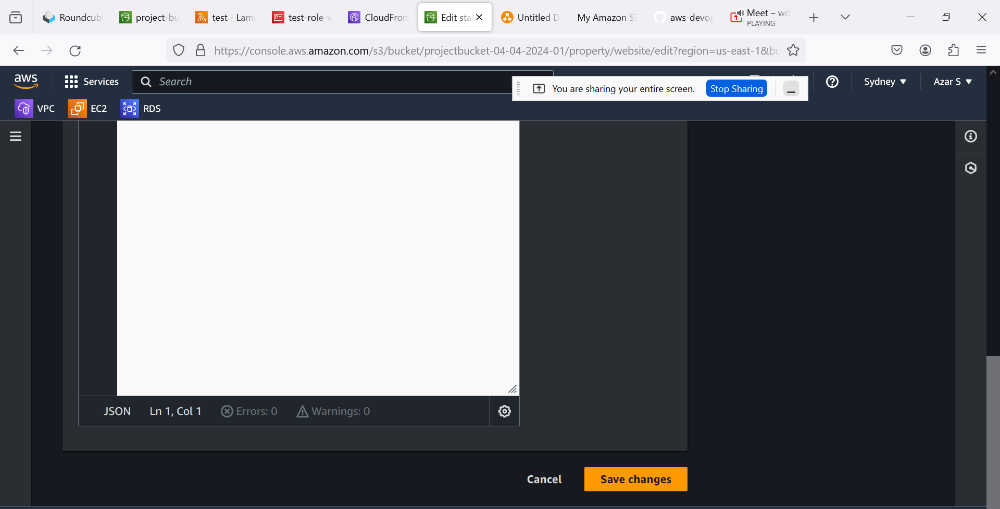 Roundcub
project-bu
test - Lam
test-role-v
CloudFron
Edit sta
Untitled D
My Amazon S3
aws-devop
Meet – wd
PLAYING
https://console.aws.amazon.com/s3/bucket/projectbucket-04-04-2024-01/property/website/edit?region=us-east-1&bu
aws
Services
Search
You are sharing your entire screen.
Stop Sharing
Sydney
Azar S
VPC
EC2
RDS
JSON
Ln 1, Col 1
Errors: 0
Warnings: 0
Cancel
Save changes